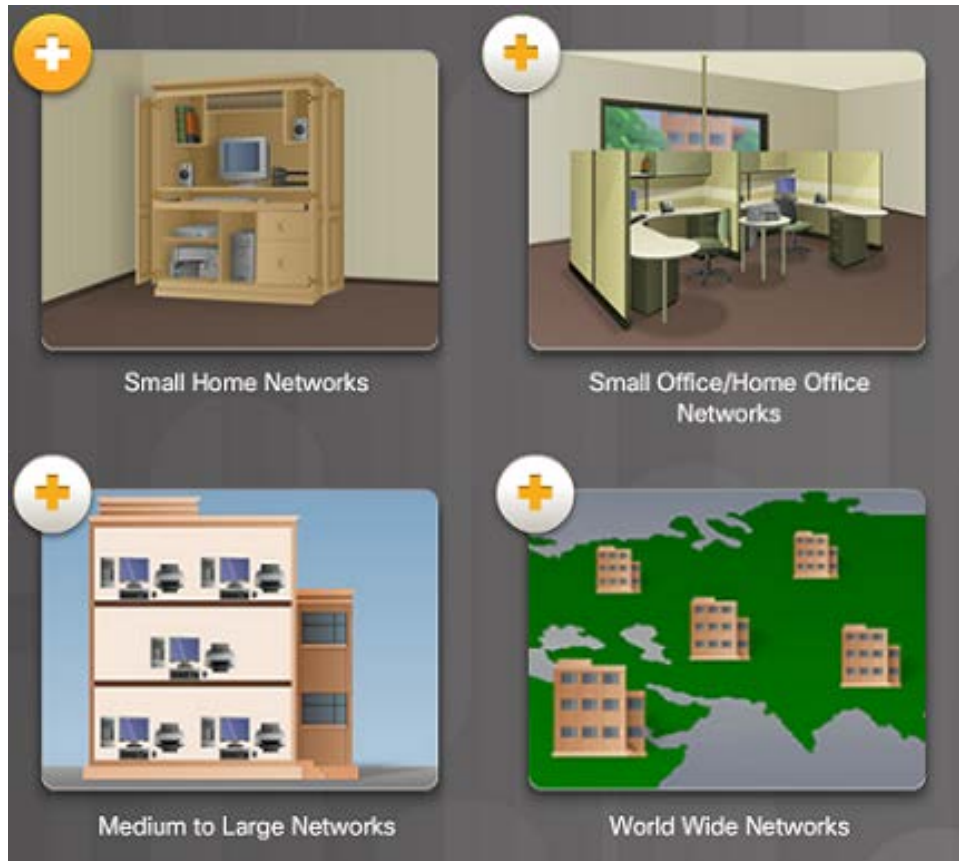 Small Home Networks
Small Office/Home Office
Networks
Medium to Large Networks
World Wide Networks